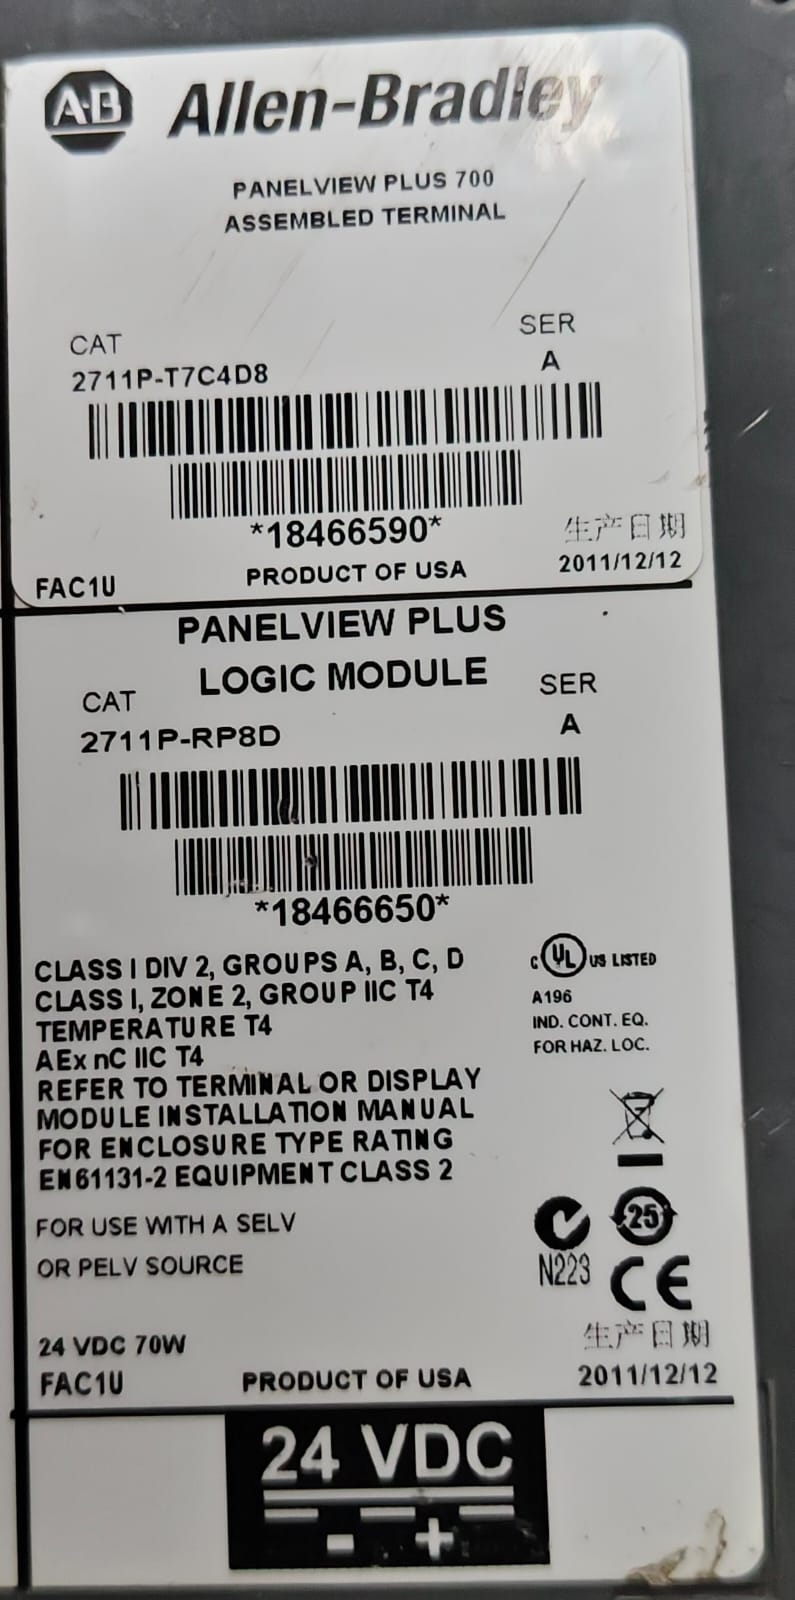 A-B Allen-Bradley
PANELVIEW PLUS 700
ASSEMBLED TERMINAL
CAT SER
2711P-T7C4D8 A
*18466590*
生产日期
FAC1U PRODUCT OF USA 2011/12/12
PANELVIEW PLUS
LOGIC MODULE
CAT SER
2711P-RP8D A
*18466650*
CLASS I DIV 2, GROUPS A, B, C, D
CLASS I, ZONE 2, GROUP IIC T4
TEMPERATURE T4
AEx nC IIC T4
REFER TO TERMINAL OR DISPLAY
MODULE INSTALLATION MANUAL
FOR ENCLOSURE TYPE RATING
EN61131-2 EQUIPMENT CLASS 2
C UL US LISTED
A196
IND. CONT. EQ.
FOR HAZ. LOC.
FOR USE WITH A SELV
OR PELV SOURCE
25
N223 CE
24 VDC 70W
生产日期
FAC1U PRODUCT OF USA 2011/12/12
24 VDC
- +